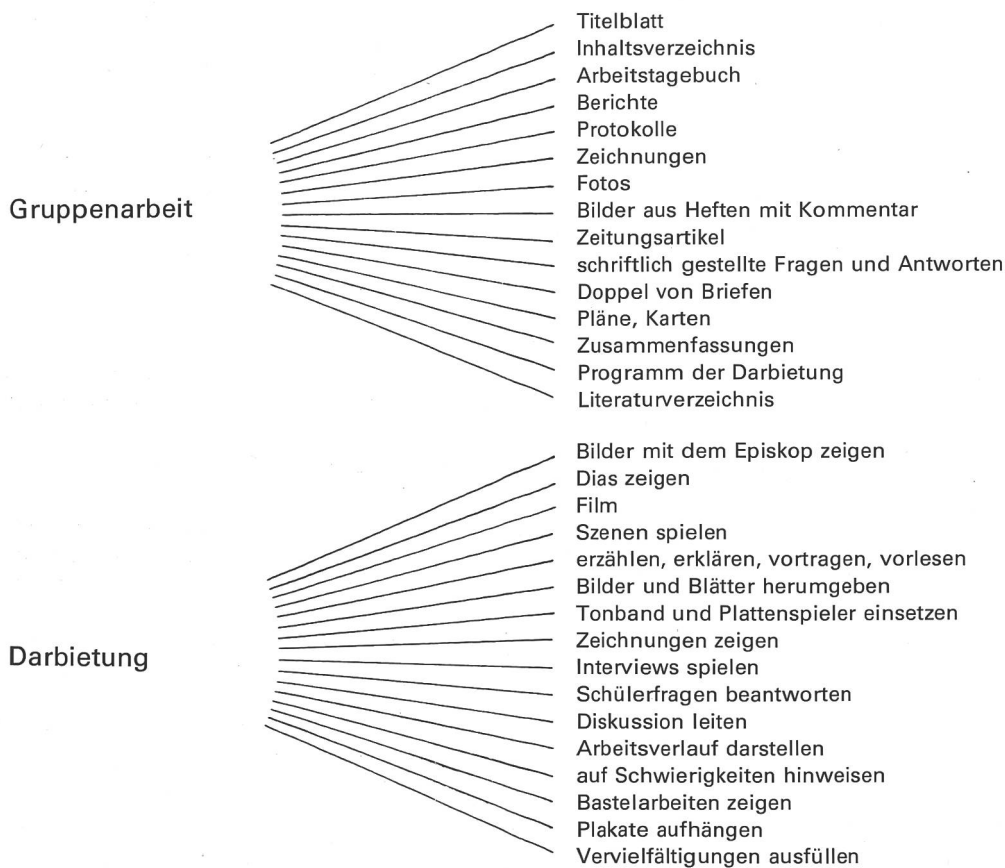 Gruppenarbeit
Titelblatt
Inhaltsverzeichnis
Arbeitstagebuch
Berichte
Protokolle
Zeichnungen
Fotos
Bilder aus Heften mit Kommentar
Zeitungsartikel
schriftlich gestellte Fragen und Antworten
Doppel von Briefen
Pläne, Karten
Zusammenfassungen
Programm der Darbietung
Literaturverzeichnis
Darbietung
Bilder mit dem Episkop zeigen
Dias zeigen
Film
Szenen spielen
erzählen, erklären, vortragen, vorlesen
Bilder und Blätter herumgeben
Tonband und Plattenspieler einsetzen
Zeichnungen zeigen
Interviews spielen
Schülerfragen beantworten
Diskussion leiten
Arbeitsverlauf darstellen
auf Schwierigkeiten hinweisen
Bastelarbeiten zeigen
Plakate aufhängen
Vervielfältigungen ausfüllen